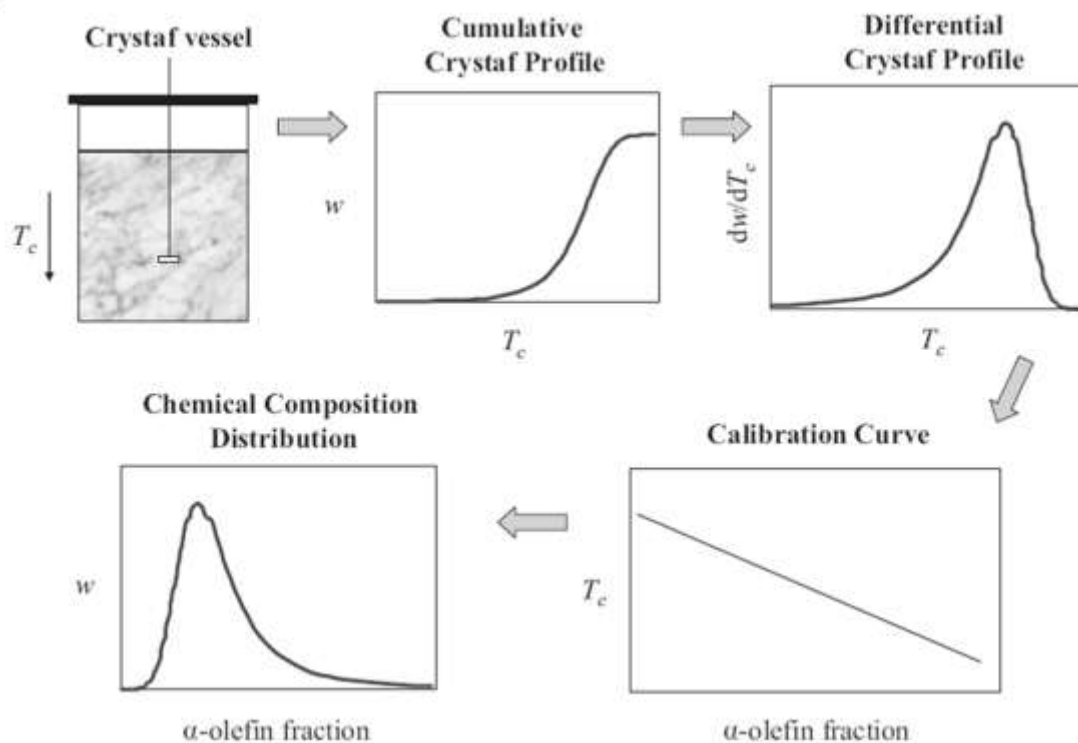 Crystaf vessel
T_c
Cumulative
Crystaf Profile
w
T_c
Differential
Crystaf Profile
dw/dT_c
T_c
Chemical Composition
Distribution
w
α-olefin fraction
Calibration Curve
T_c
α-olefin fraction